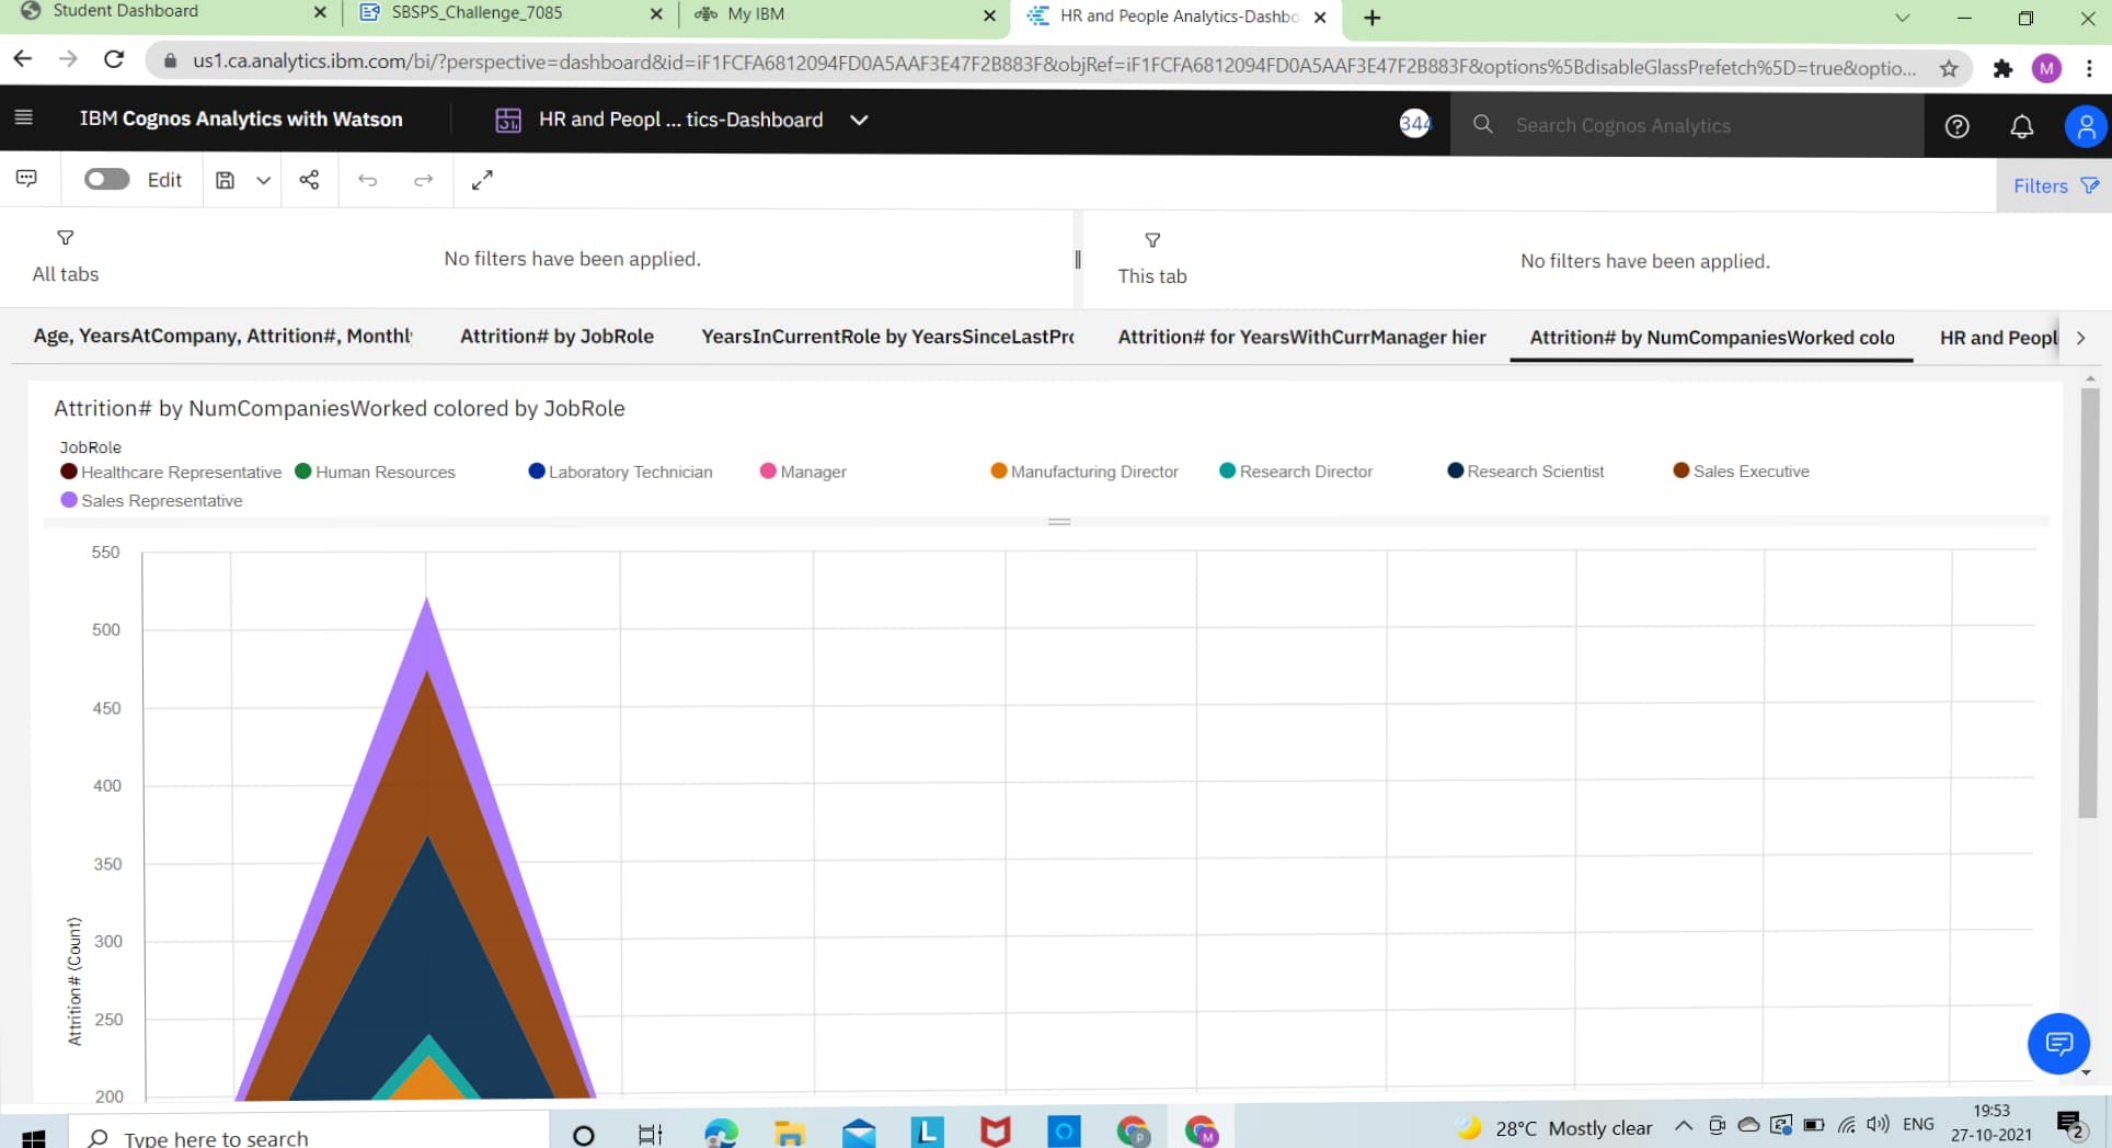 Student Dashboard
SBSPS_Challenge_7085
My IBM
HR and People Analytics-Dashbo
us1.ca.analytics.ibm.com/bi/?perspective=dashboard&id=iF1FCFA6812094FD0A5AAF3E47F2B883F&objRef=iF1FCFA6812094FD0A5AAF3E47F2B883F&options%5BdisableGlassPrefetch%5D=true&optio...
M
IBM Cognos Analytics with Watson
HR and Peopl ... tics-Dashboard
344
Search Cognos Analytics
Edit
Filters
All tabs
No filters have been applied.
This tab
No filters have been applied.
Age, YearsAtCompany, Attrition#, Monthly
Attrition# by JobRole
YearsInCurrentRole by YearsSinceLastPro
Attrition# for YearsWithCurrManager hier
Attrition# by NumCompaniesWorked colo
HR and Peopl
Attrition# by NumCompaniesWorked colored by JobRole
JobRole
Healthcare Representative
Human Resources
Laboratory Technician
Manager
Manufacturing Director
Research Director
Research Scientist
Sales Executive
Sales Representative
550
500
450
400
350
300
250
200
Attrition# (Count)
Type here to search
L
P
M
28°C Mostly clear
ENG
19:53
27-10-2021
2